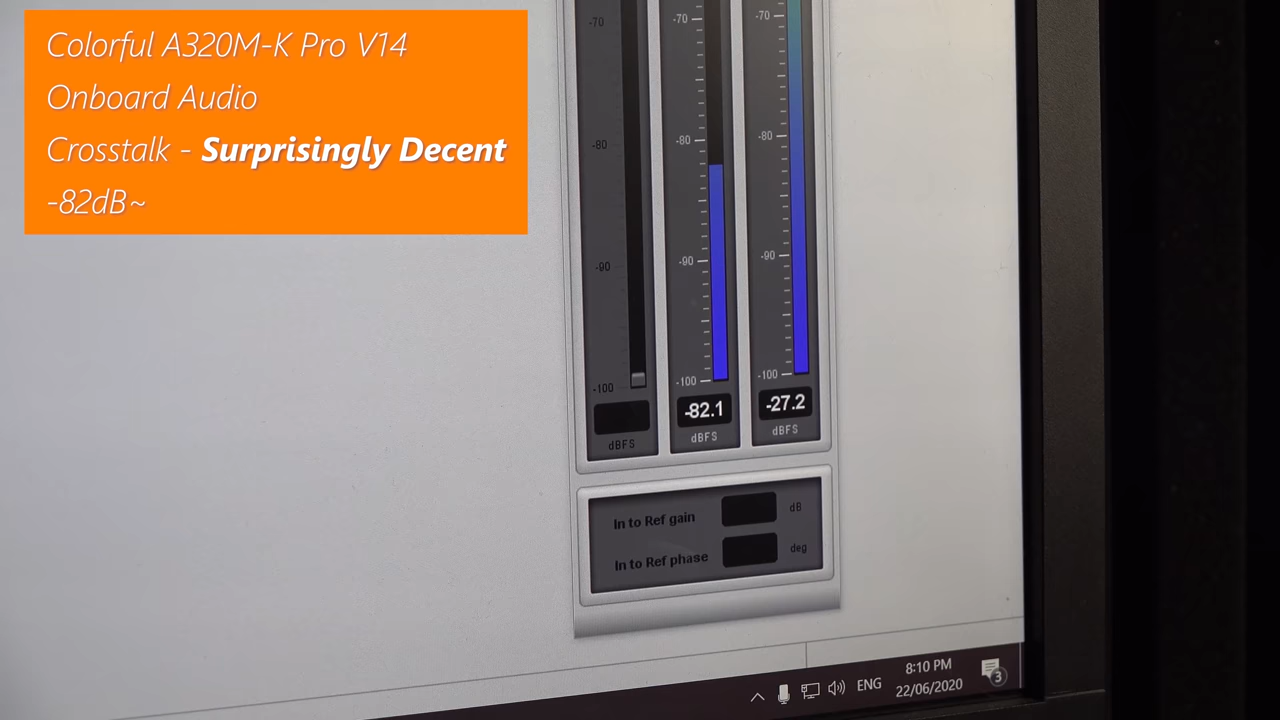 Colorful A320M-K Pro V14
Onboard Audio
Crosstalk - Surprisingly Decent
-82dB~
-70 -70 -70
-80 -80 -80
-90 -90 -90
-100 -100 -100
-82.1 -27.2
dBFS dBFS dBFS
In to Ref gain dB
In to Ref phase deg
ENG 8:10 PM 3
22/06/2020